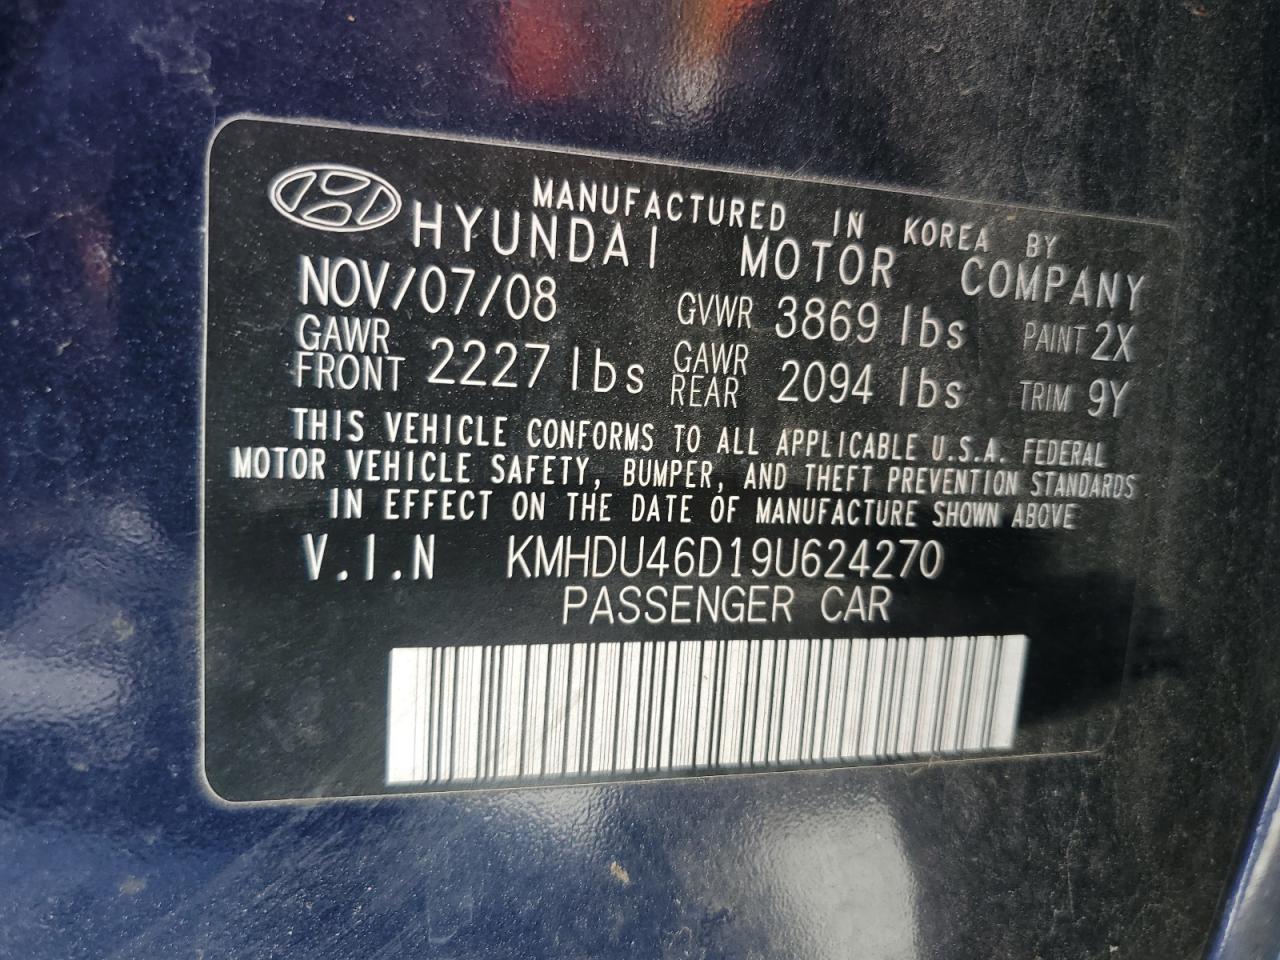 MANUFACTURED IN KOREA BY
HYUNDAI MOTOR COMPANY
NOV/07/08 GVWR 3869 lbs PAINT 2X
GAWR FRONT 2227 lbs GAWR REAR 2094 lbs TRIM 9Y
THIS VEHICLE CONFORMS TO ALL APPLICABLE U.S.A. FEDERAL
MOTOR VEHICLE SAFETY, BUMPER, AND THEFT PREVENTION STANDARDS
IN EFFECT ON THE DATE OF MANUFACTURE SHOWN ABOVE
V.I.N KMHDU46D19U624270
PASSENGER CAR